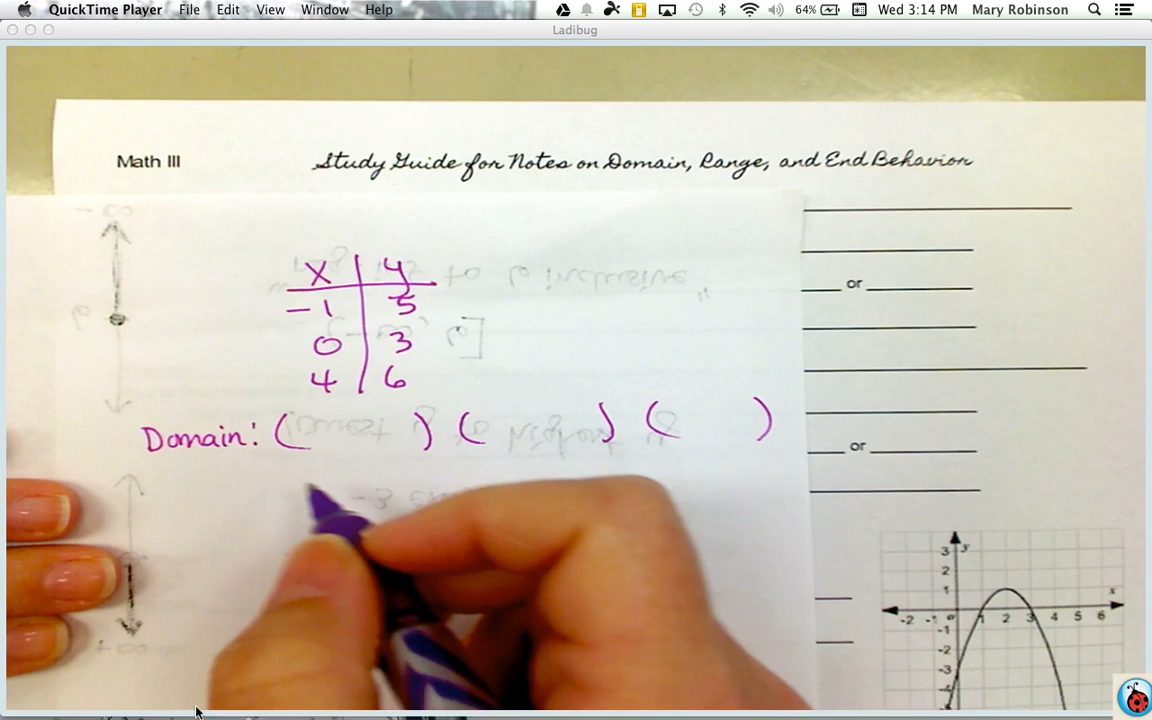 QuickTime Player File Edit View Window Help 64% Wed 3:14 PM Mary Robinson
Ladibug
Math III Study Guide for Notes on Domain, Range, and End Behavior
x y
-1 5
0 3
4 6
or
Domain: ( ) ( ) ( )
or
3 y
2
1 x
-2 -1 0 1 2 3 4 5 6
-1
-2
-3
-4